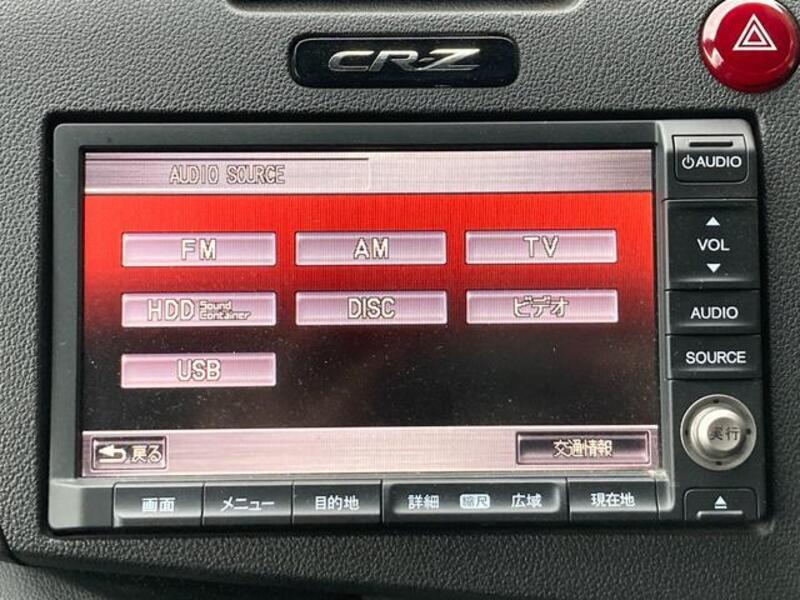 CR-Z
AUDIO SOURCE
FM AM TV
HDD Sound Container DISC ビデオ
USB
戻る 交通情報
画面 メニュー 目的地 詳細 縮尺 広域 現在地
AUDIO
VOL
AUDIO
SOURCE
実行